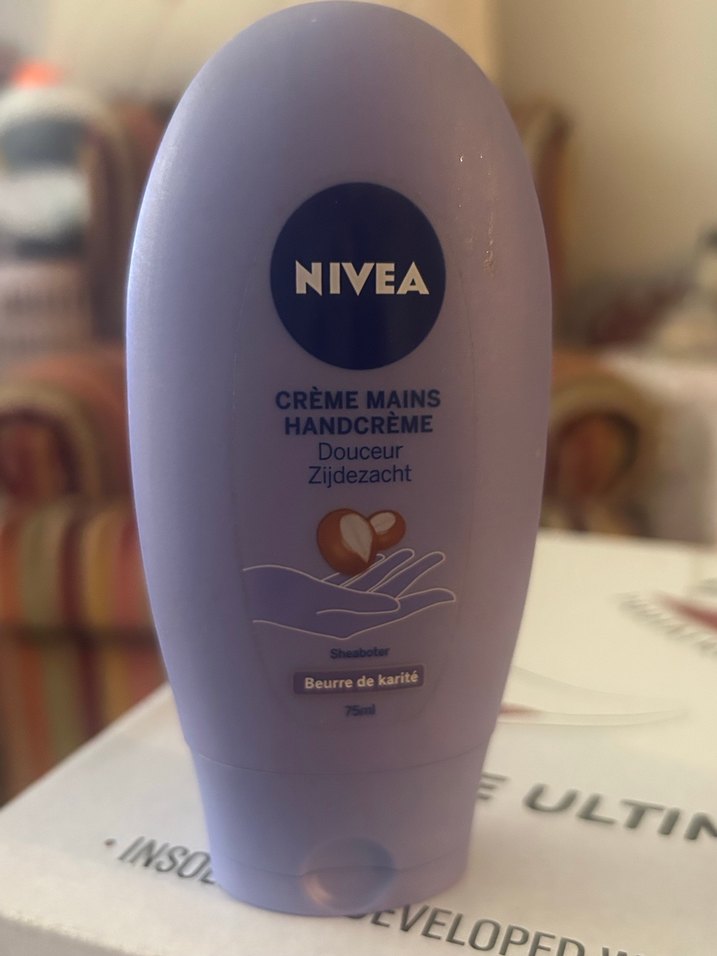 NIVEA
CRÈME MAINS
HANDCRÈME
Douceur
Zijdezacht
Sheaboter
Beurre de karité
75ml